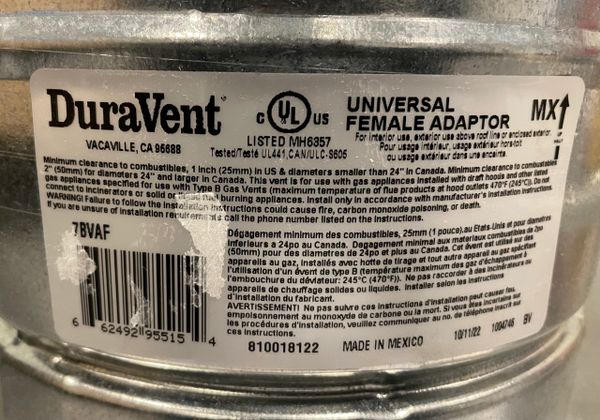 DuraVent
VACAVILLE, CA 95688
C UL US
LISTED MH6357
Tested/Testé UL441,CAN/ULC-S605
UNIVERSAL
FEMALE ADAPTOR
MX
UP
For interior use, exterior use above roof line or enclosed exterior.
Pour usage intérieur, usage extérieur hors-toit
ou usage extérieur dans une enceinte
Minimum clearance to combustibles, 1 inch (25mm) in US & diameters smaller than 24" in Canada. Minimum clearance to combustibles
2" (50mm) for diameters 24" and larger in Canada. This vent is for use with gas appliances installed with draft hoods and other listed
gas appliances specified for use with Type B Gas Vents (maximum temperature of flue products at hood outlets 470°F (245°C)). Do not
connect to incinerators or solid or liquid fuel burning appliances. Install only in accordance with manufacturer's installation instructions.
WARNING! Failure to follow the installation instructions could cause fire, carbon monoxide poisoning, or death.
If you are unsure of installation requirements call the phone number listed on the instructions.
7BVAF
Dégagement minimum des combustibles, 25mm (1 pouce),au Etats-Unis et pour diamètres
inferieurs a 24po au Canada. Degagement minimal aux materiaux combustibles de 2po
(50mm) pour des diametres de 24po et plus au Canada. Cet évent est utilisé sur des
appareils au gaz, installés avec hotte de tirage et tout autre appareil au gaz spécifiant
l'utilisation d'un évent de type B (température maximum des gaz d'échappement à
l'embouchure du déviateur: 245°C (470°F)). Ne pas raccorder à des incinérateurs ou
appareils de chauffage solides ou liquides. Installer selon les instructions
d'installation du fabricant.
AVERTISSEMENT! Ne pas suivre ces instructions d'installation peut causer feu,
empoisonnement au monoxyde de carbone ou la mort. Si vous êtes incertains sur
les procédures d'installation, veuillez communiquer au no. de téléphone inscrit sur
ces instructions.
6 62492 95515 4
810018122
MADE IN MEXICO
10/11/22
1004746
BV